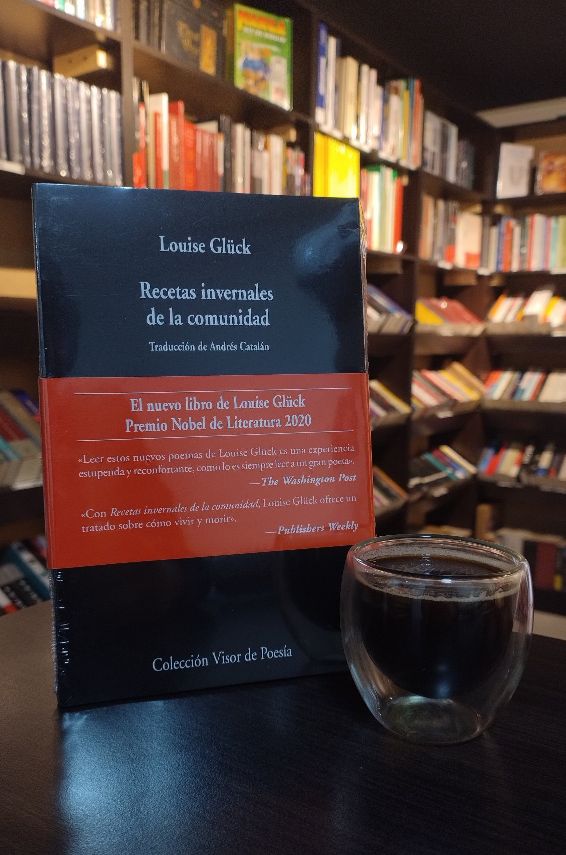 Louise Glück
Recetas invernales
de la comunidad
Traducción de Andrés Catalán
El nuevo libro de Louise Glück
Premio Nobel de Literatura 2020
«Leer estos nuevos poemas de Louise Glück es una experiencia
estupenda y reconfortante, como lo es siempre leer a un gran poeta».
—The Washington Post
«Con Recetas invernales de la comunidad, Louise Glück ofrece un
tratado sobre cómo vivir y morir».
—Publishers Weekly
Colección Visor de Poesía